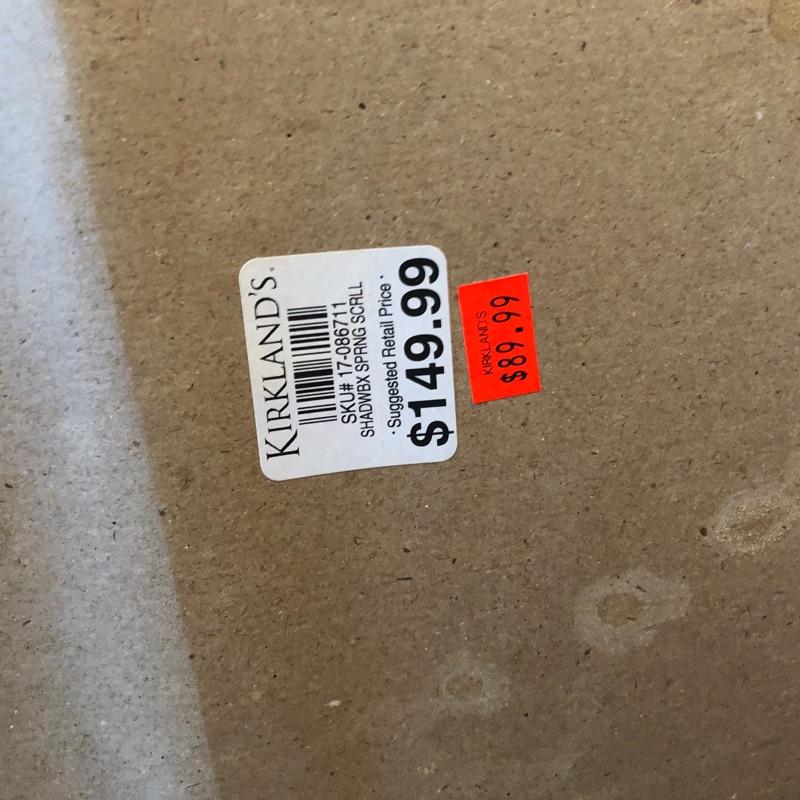 KIRKLAND'S.
SKU# 17-086711
SHADWBX SPRNG SCRLL
· Suggested Retail Price ·
$149.99
KIRKLAND'S
$89.99